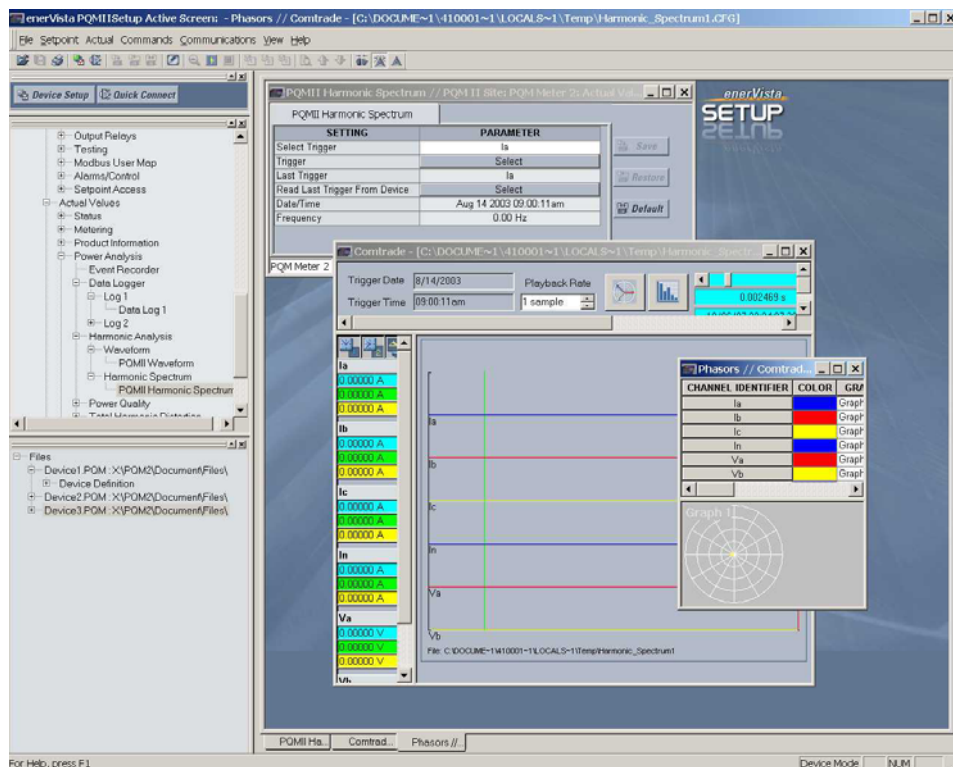 enerVista PQMIISetup Active Screen: - Phasors // Comtrade - [C:\DOCUME~1\410001~1\LOCALS~1\Temp\Harmonic_Spectrum1.CFG]
File Setpoint Actual Commands Communications View Help
Device Setup Quick Connect
Output Relays
Testing
Modbus User Map
Alarms/Control
Setpoint Access
Actual Values
Status
Metering
Product Information
Power Analysis
Event Recorder
Data Logger
Log 1
Data Log 1
Log 2
Harmonic Analysis
Waveform
PQMII Waveform
Harmonic Spectrum
PQMII Harmonic Spectrum
Power Quality
Total Harmonic Distortion
Files
Device1.PQM : X\PQM2\Document\Files\
Device Definition
Device2.PQM : X\PQM2\Document\Files\
Device3.PQM : X\PQM2\Document\Files\
PQMII Harmonic Spectrum // PQM II Site: PQM Meter 2: Actual Val...
PQMII Harmonic Spectrum
SETTING PARAMETER
Select Trigger Ia
Trigger Select
Last Trigger Ia
Read Last Trigger From Device Select
Date/Time Aug 14 2003 09:00:11am
Frequency 0.00 Hz
Save
Restore
Default
PQM Meter 2
enerVista
SETUP
Comtrade - [C:\DOCUME~1\410001~1\LOCALS~1\Temp\Harmonic_Spectr...
Trigger Date 8/14/2003
Playback Rate
Trigger Time 09:00:11am
1 sample
0.002469 s
Ia
0.00000 A
0.00000 A
0.00000 A
Ib
0.00000 A
0.00000 A
0.00000 A
Ic
0.00000 A
0.00000 A
0.00000 A
In
0.00000 A
0.00000 A
0.00000 A
Va
0.00000 V
0.00000 V
0.00000 V
Vb
Ia
Ib
Ic
In
Va
Vb
File: C:\DOCUME~1\410001~1\LOCALS~1\Temp\Harmonic_Spectrum1
Phasors // Comtrad...
CHANNEL IDENTIFIER COLOR GRA
Ia Graph
Ib Graph
Ic Graph
In Graph
Va Graph
Vb Graph
Graph 1
PQMII Ha... Comtrad... Phasors //...
For Help, press F1
Device Mode NUM